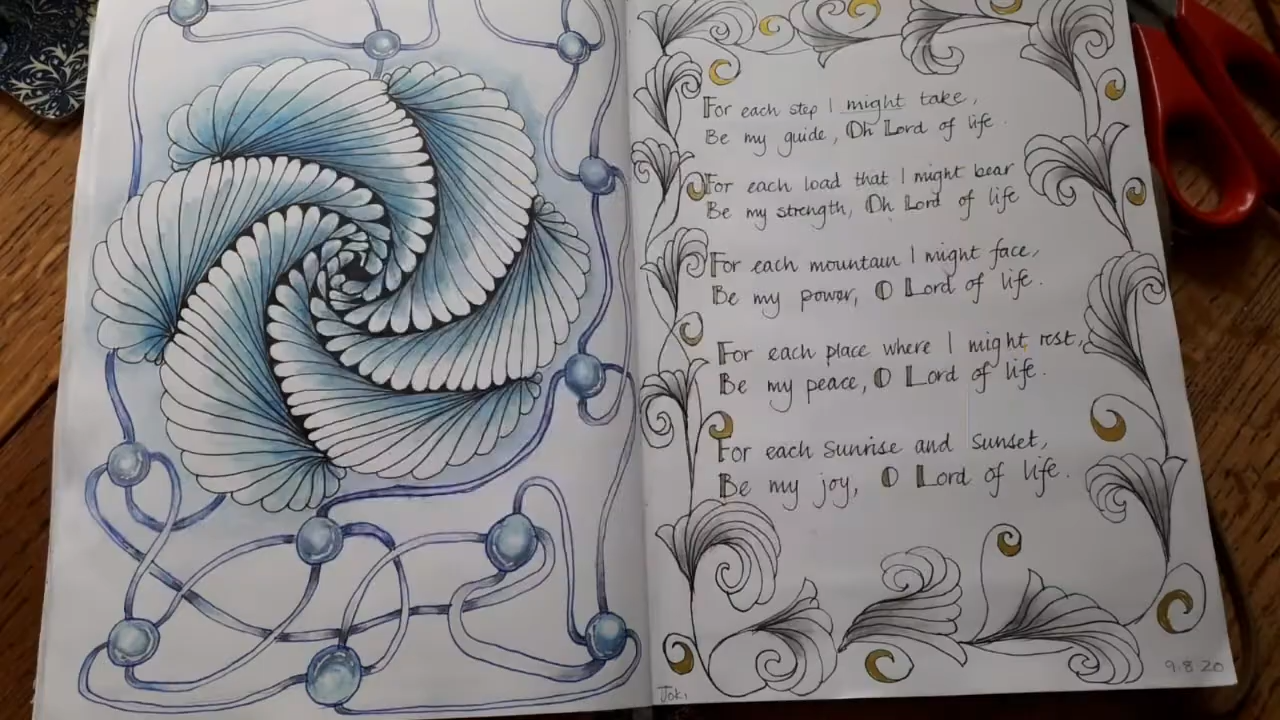 For each step I might take,
Be my guide, Oh Lord of life.
For each load that I might bear
Be my strength, Oh Lord of life
For each mountain I might face,
Be my power, O Lord of life.
For each place where I might rest,
Be my peace, O Lord of life.
For each sunrise and sunset,
Be my joy, O Lord of life.
9.8.20
Joki